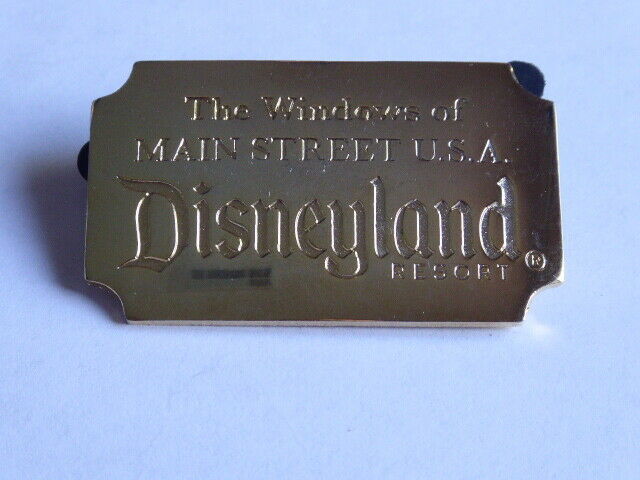 The Windows of
MAIN STREET U.S.A.
Disneyland®
RESORT